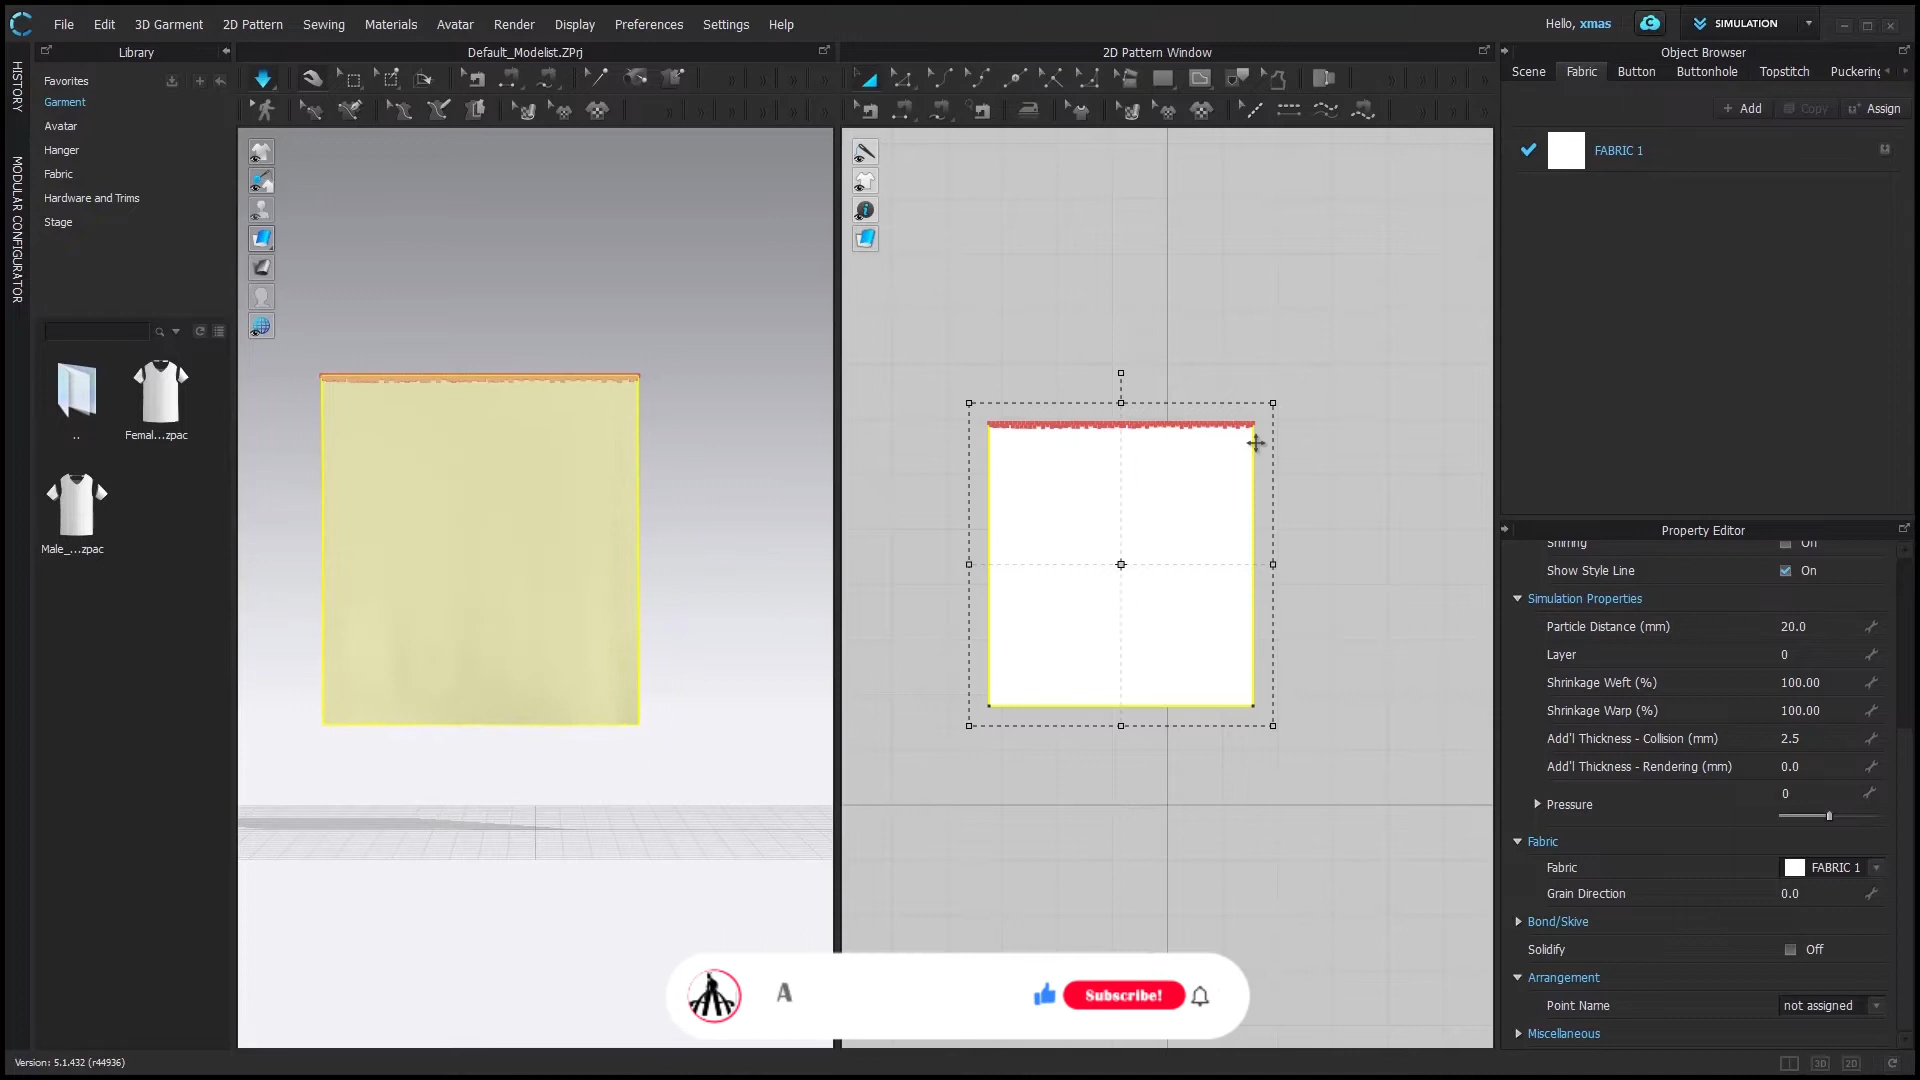 File
Edit
3D Garment
2D Pattern
Sewing
Materials
Avatar
Render
Display
Preferences
Settings
Help
Hello, xmas
SIMULATION
Library
Default_Modelist.ZPrj
2D Pattern Window
Object Browser
HISTORY
MODULAR CONFIGURATOR
Favorites
Garment
Avatar
Hanger
Fabric
Hardware and Trims
Stage
..
Femal...zpac
Male_...zpac
Scene
Fabric
Button
Buttonhole
Topstitch
Puckering
+ Add
Copy
Assign
FABRIC 1
Property Editor
Shirring
On
Show Style Line
On
Simulation Properties
Particle Distance (mm)
20.0
Layer
0
Shrinkage Weft (%)
100.00
Shrinkage Warp (%)
100.00
Add'l Thickness - Collision (mm)
2.5
Add'l Thickness - Rendering (mm)
0.0
Pressure
0
Fabric
Fabric
FABRIC 1
Grain Direction
0.0
Bond/Skive
Solidify
Off
Arrangement
Point Name
not assigned
Miscellaneous
A
Subscribe!
Version: 5.1.432 (r44936)
3D
2D